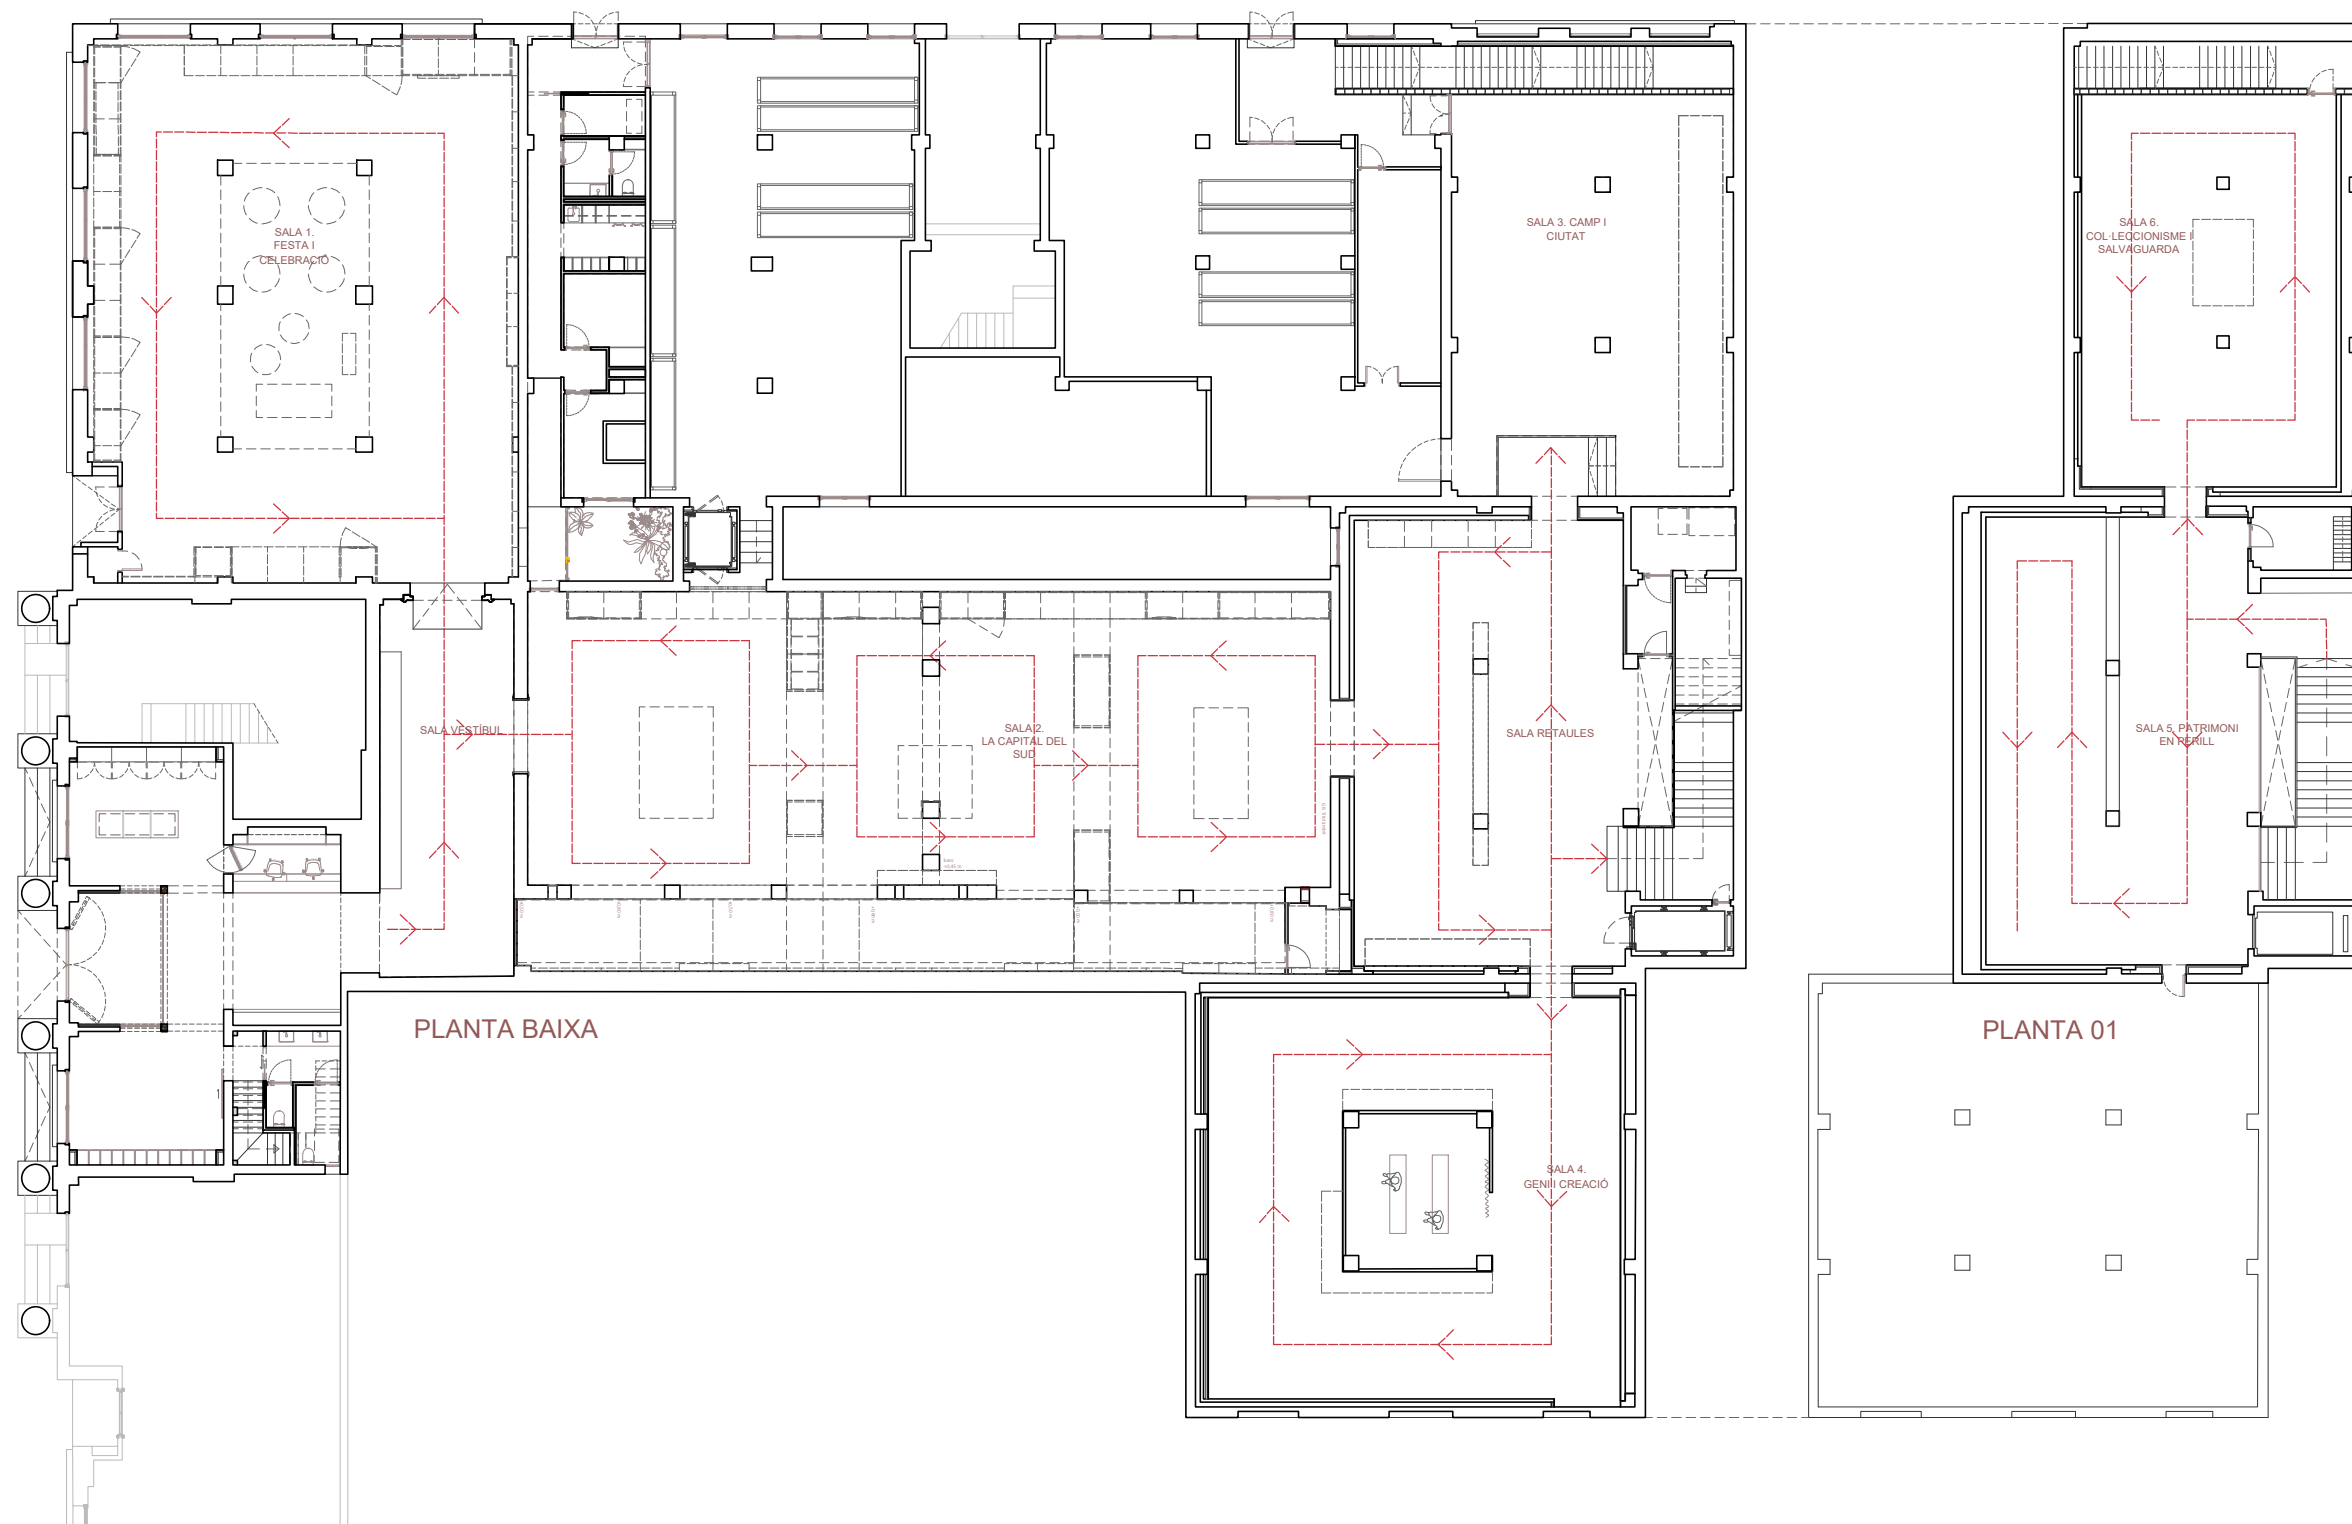 SALA 1.
FESTA I
CELEBRACIÓ
SALA 3. CAMP I
CIUTAT
SALA 6.
COL·LECCIONISME I
SALVAGUARDA
SALA VESTÍBUL
SALA 2.
LA CAPITAL DEL
SUD
SALA RETAULES
SALA 5. PATRIMONI
EN PERILL
PLANTA BAIXA
PLANTA 01
SALA 4.
GENI I CREACIÓ